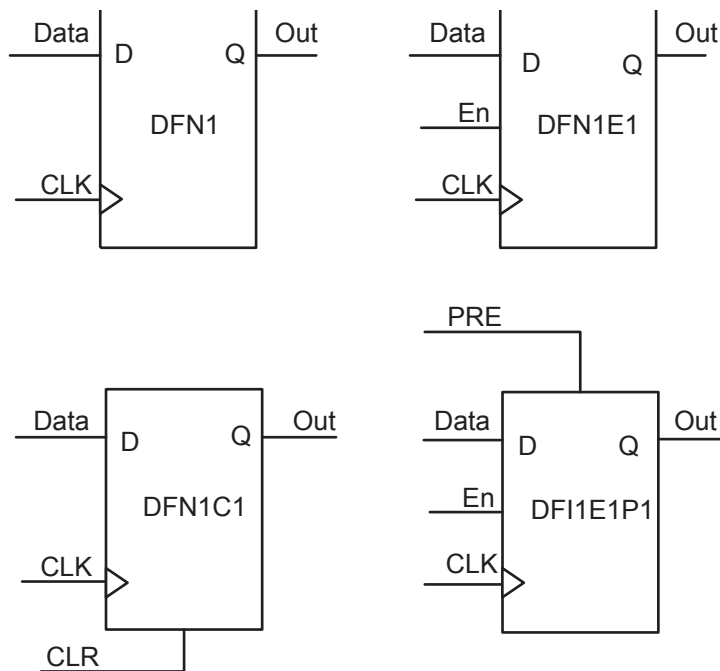 Data
D
Q
Out
DFN1
CLK
Data
D
Q
Out
En
DFN1E1
CLK
Data
D
Q
Out
DFN1C1
CLK
CLR
PRE
Data
D
Q
Out
En
DFI1E1P1
CLK